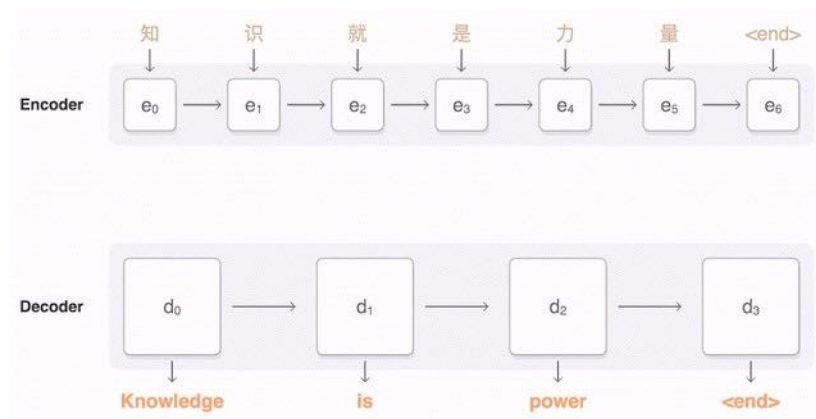 知 识 就 是 力 量 <end>
Encoder e₀ e₁ e₂ e₃ e₄ e₅ e₆
Decoder d₀ d₁ d₂ d₃
Knowledge is power <end>